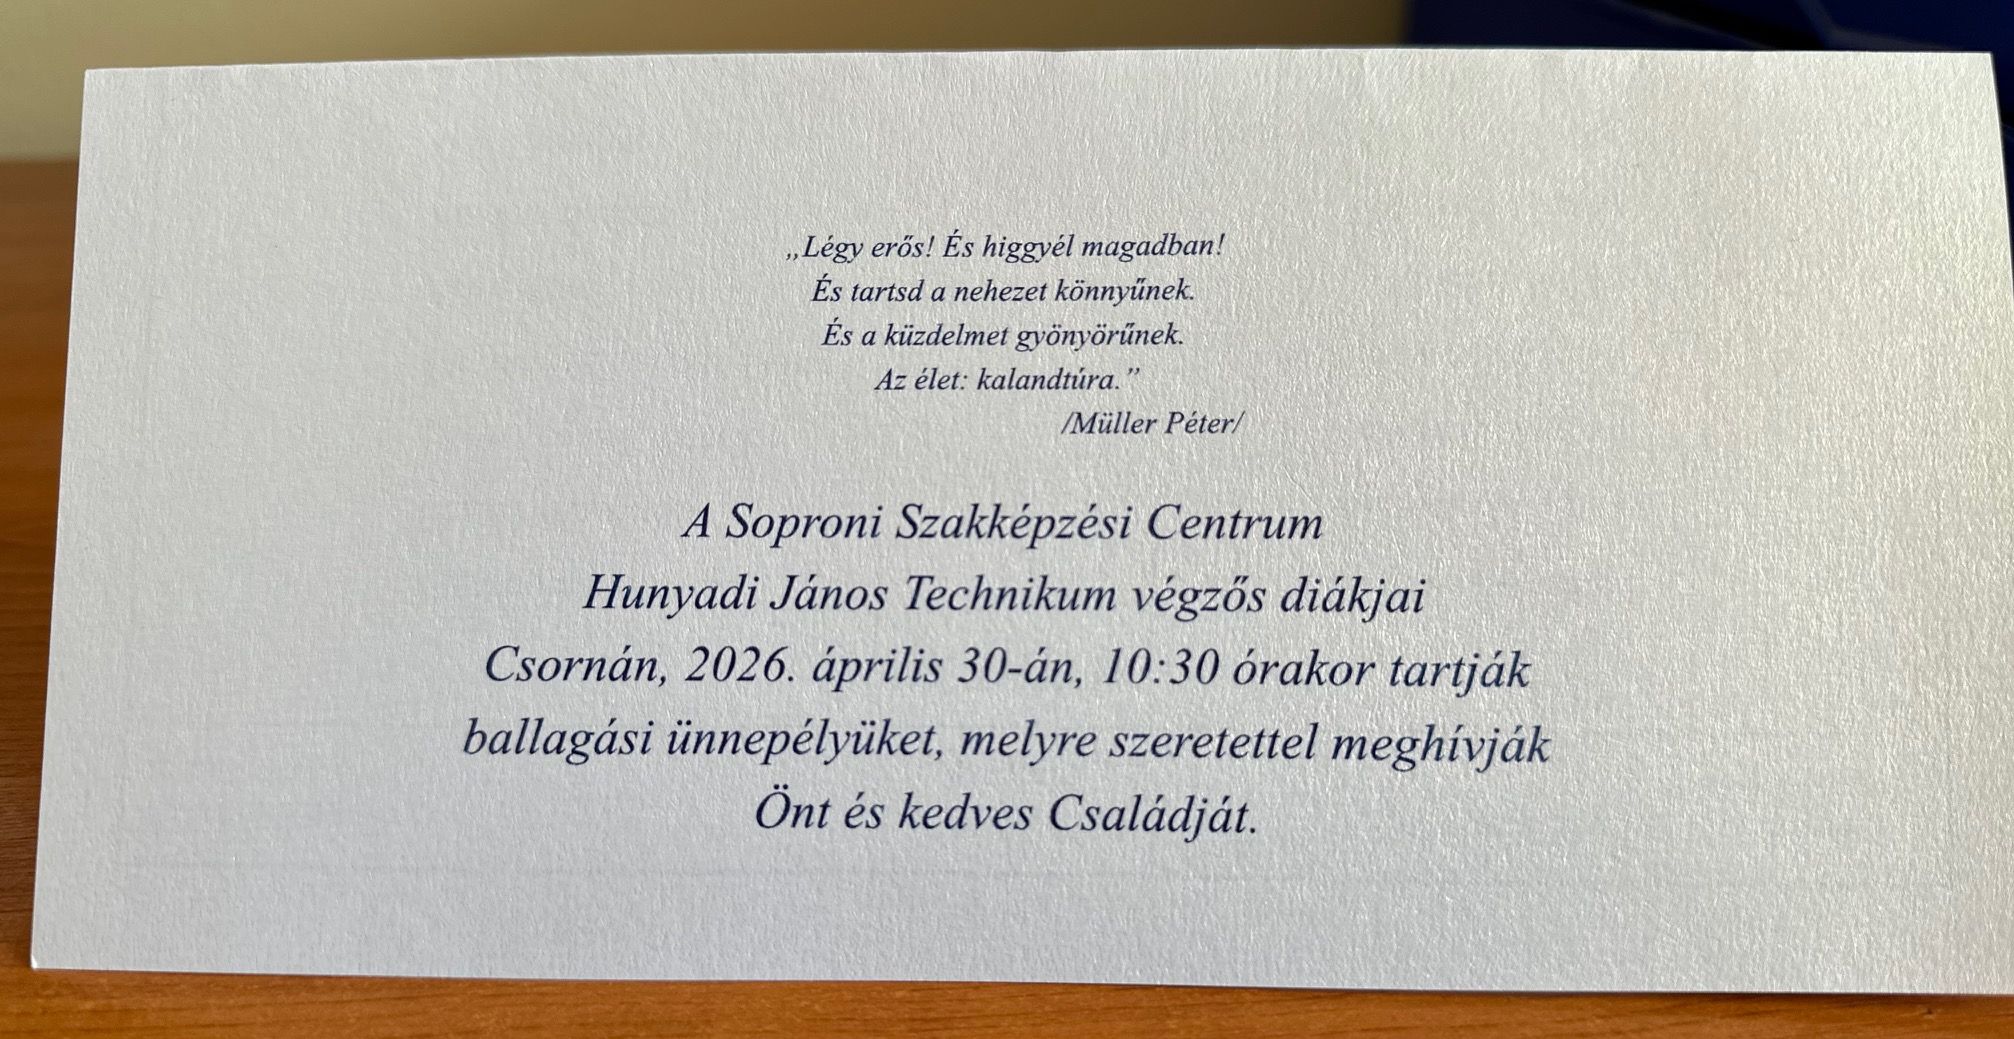 „Légy erős! És higgyél magadban!
És tartsd a nehezet könnyűnek.
És a küzdelmet gyönyörűnek.
Az élet: kalandtúra.”
/Müller Péter/
A Soproni Szakképzési Centrum
Hunyadi János Technikum végzős diákjai
Csornán, 2026. április 30-án, 10:30 órakor tartják
ballagási ünnepélyüket, melyre szeretettel meghívják
Önt és kedves Családját.